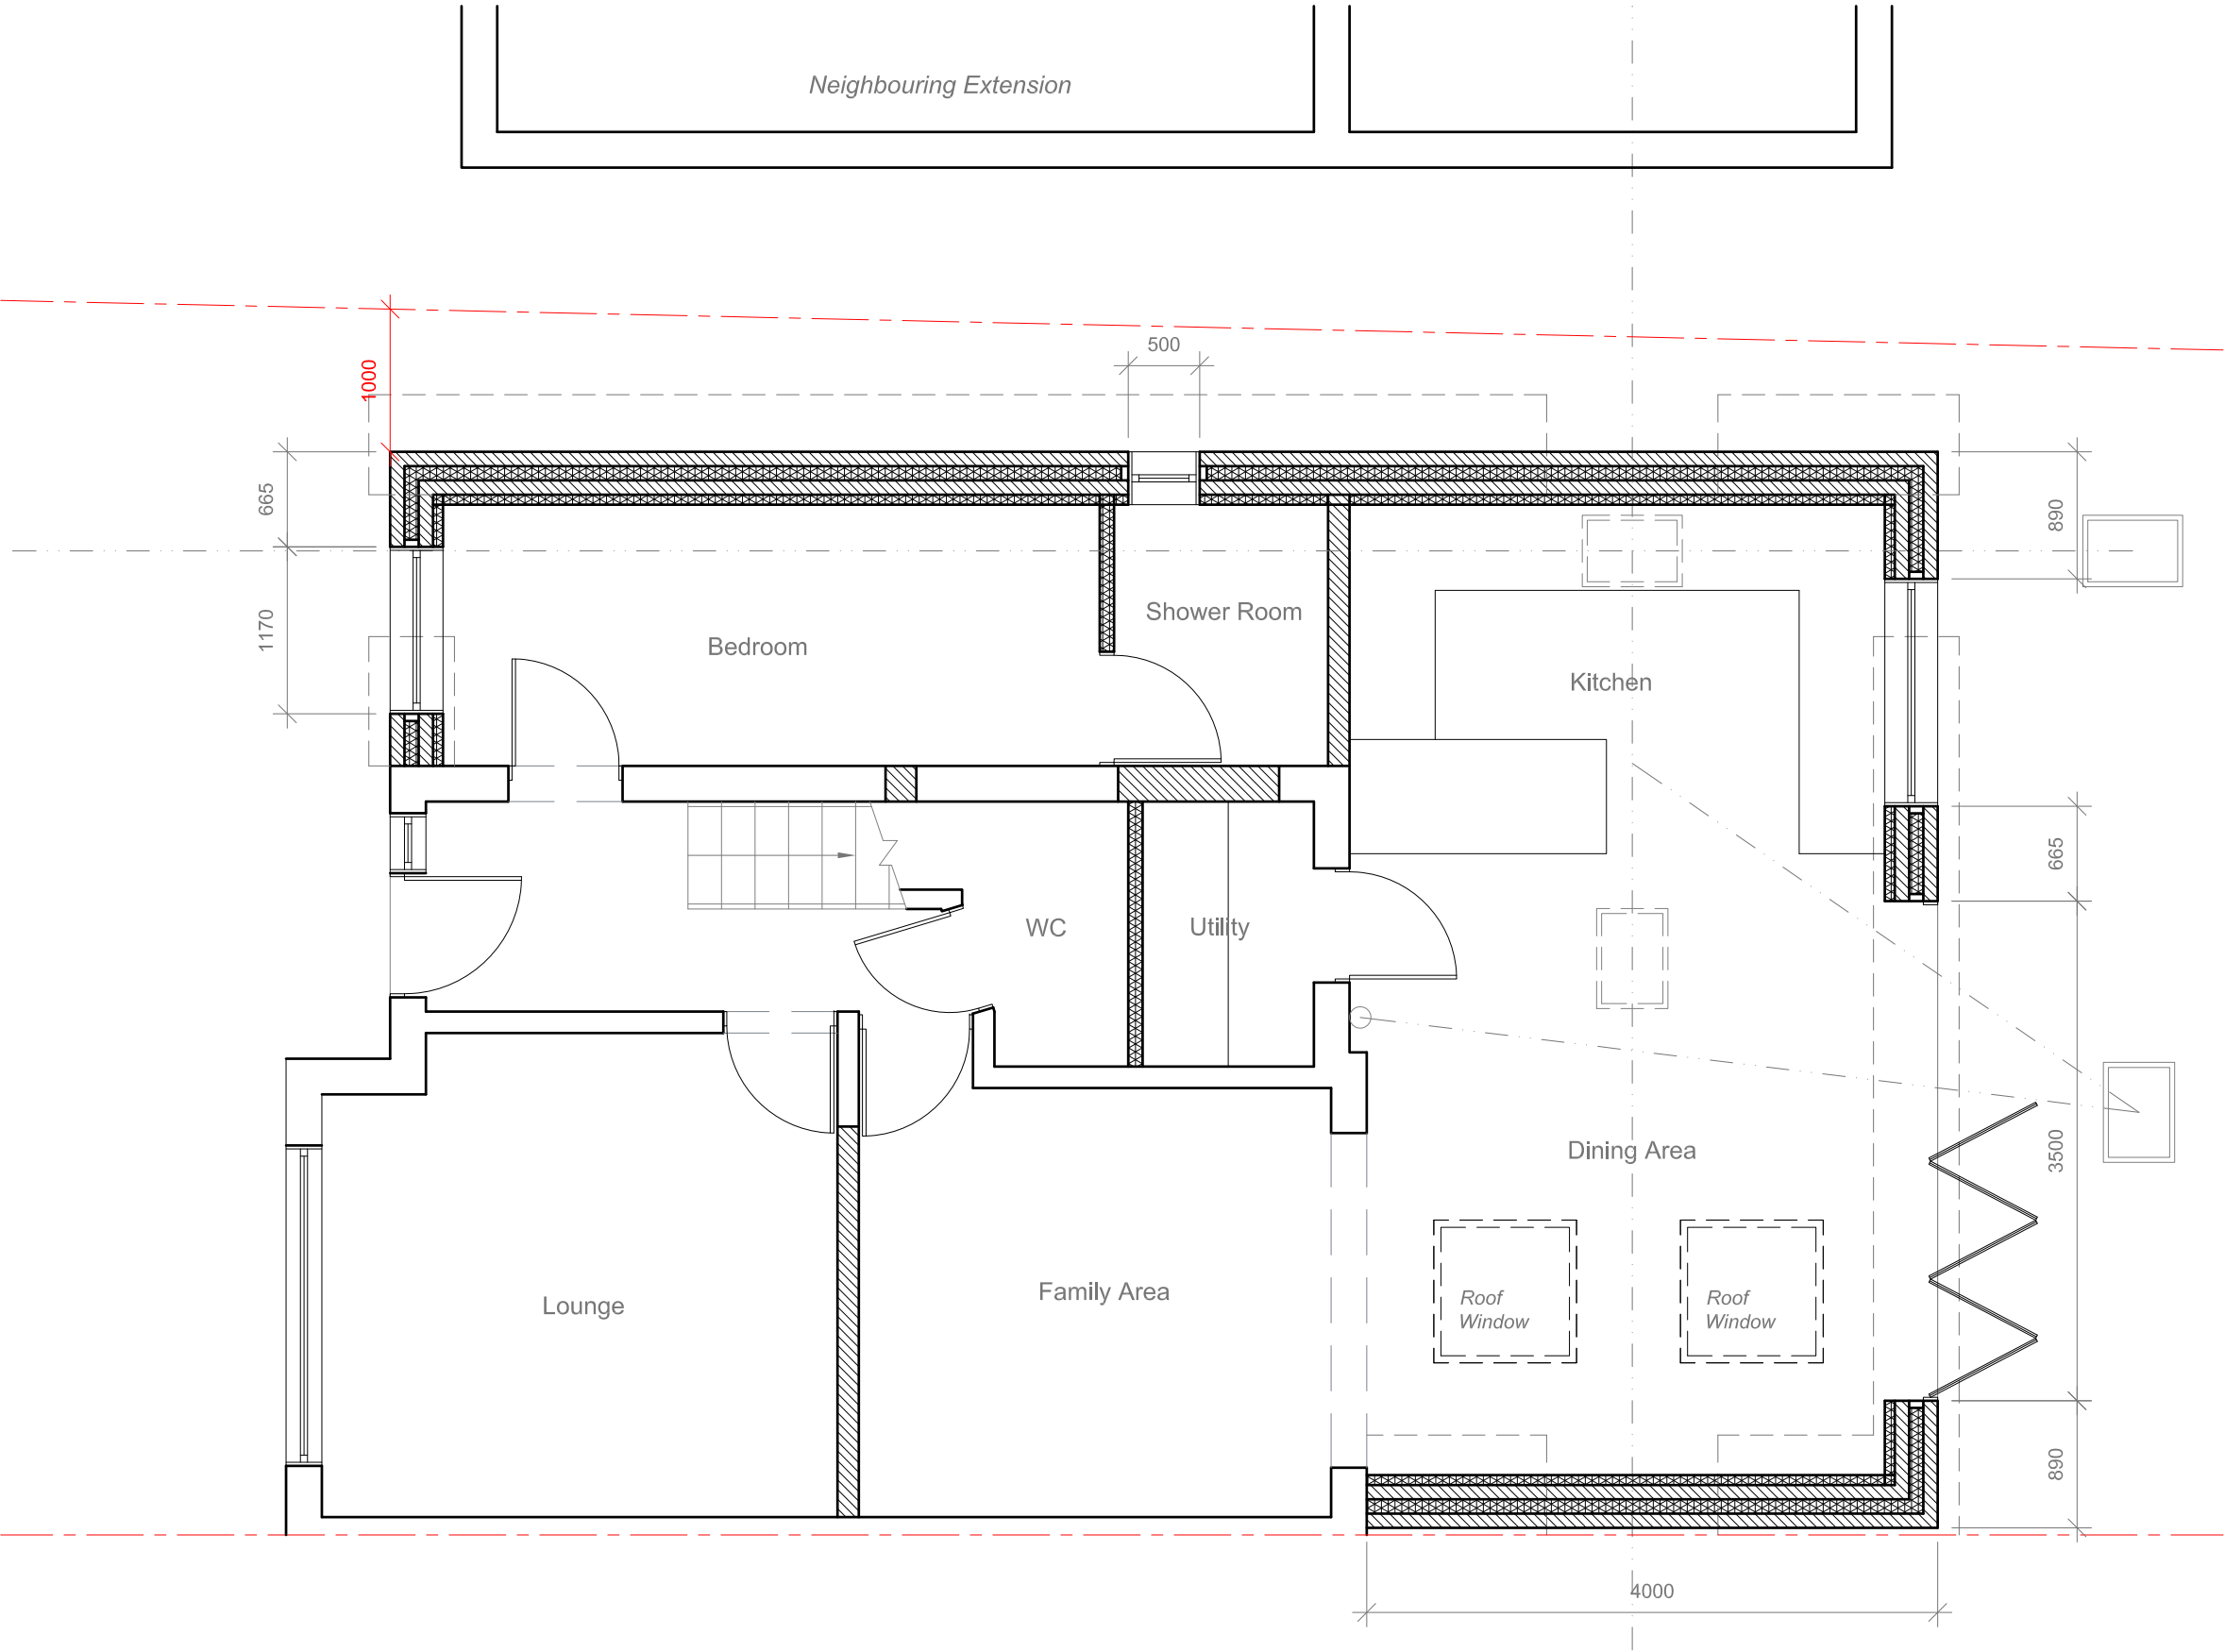 Neighbouring Extension
1000
500
665
890
1170
Shower Room
Bedroom
Kitchen
665
WC
Utility
3500
Dining Area
Family Area
Lounge
Roof
Window
Roof
Window
890
4000